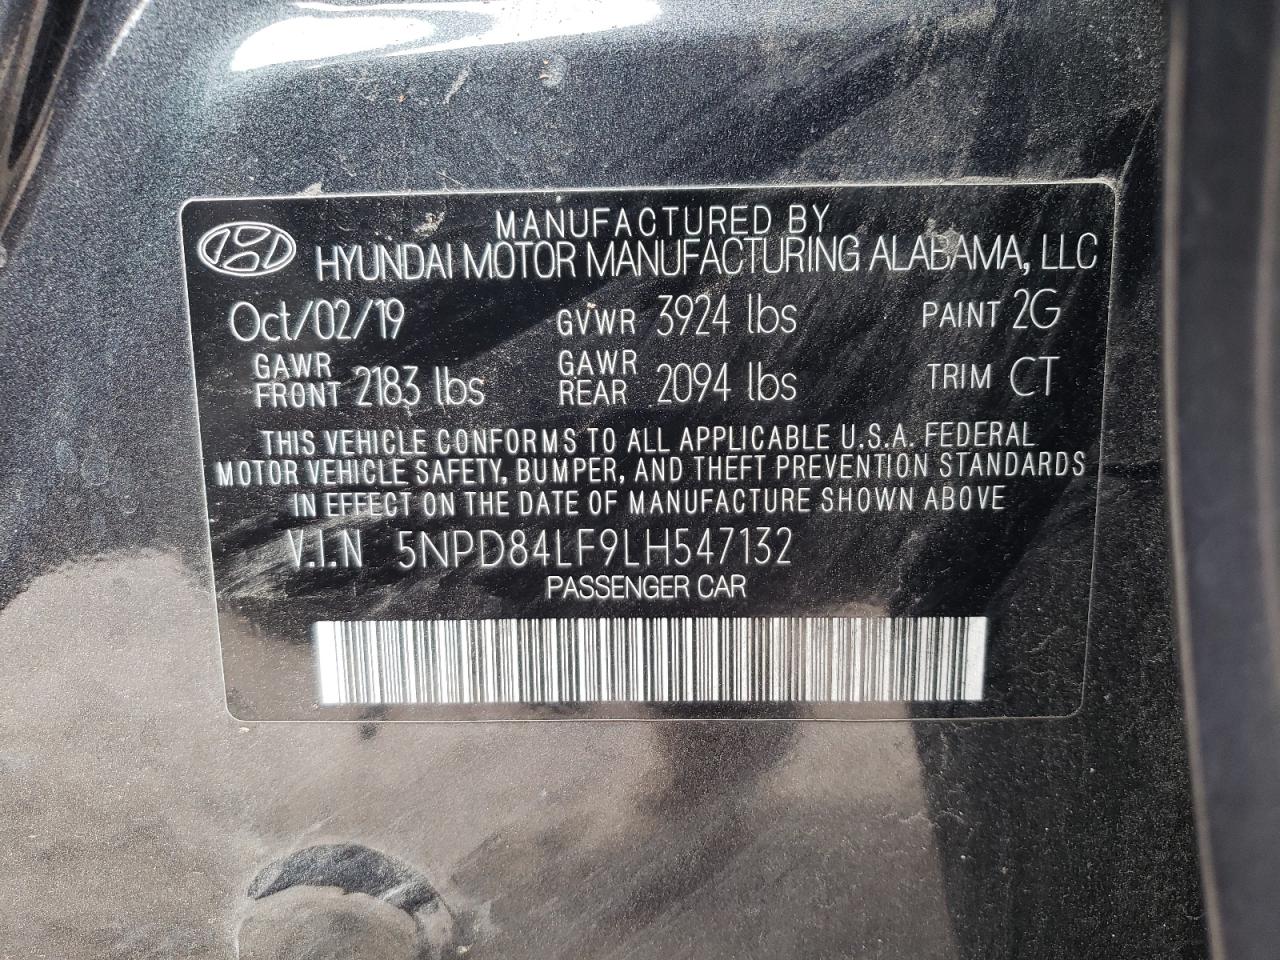 MANUFACTURED BY
HYUNDAI MOTOR MANUFACTURING ALABAMA, LLC
Oct/02/19 GVWR 3924 lbs PAINT 2G
GAWR FRONT 2183 lbs GAWR REAR 2094 lbs TRIM CT
THIS VEHICLE CONFORMS TO ALL APPLICABLE U.S.A. FEDERAL
MOTOR VEHICLE SAFETY, BUMPER, AND THEFT PREVENTION STANDARDS
IN EFFECT ON THE DATE OF MANUFACTURE SHOWN ABOVE
V.I.N 5NPD84LF9LH547132
PASSENGER CAR